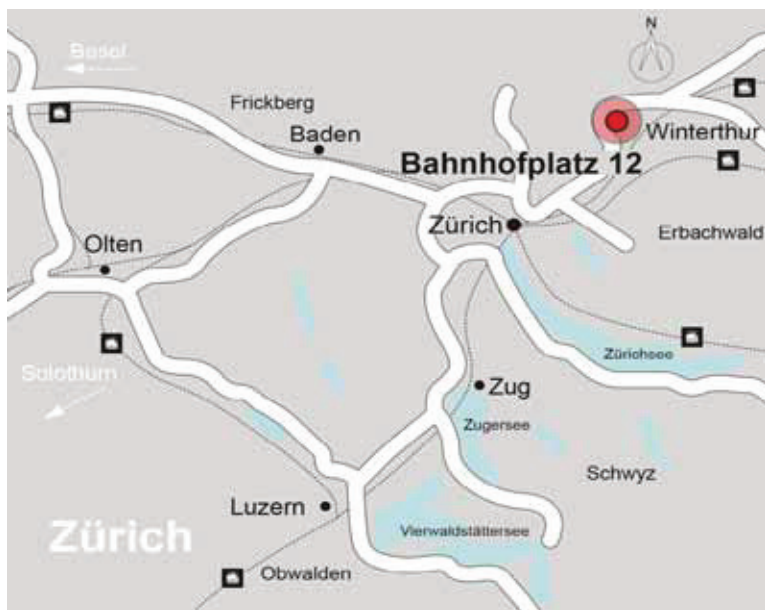 N
Basel
Frickberg
Baden
Winterthur
Bahnhofplatz 12
Zürich
Erbachwald
Olten
Zürichsee
Solothurn
Zug
Zugersee
Schwyz
Luzern
Vierwaldstättersee
Zürich
Obwalden